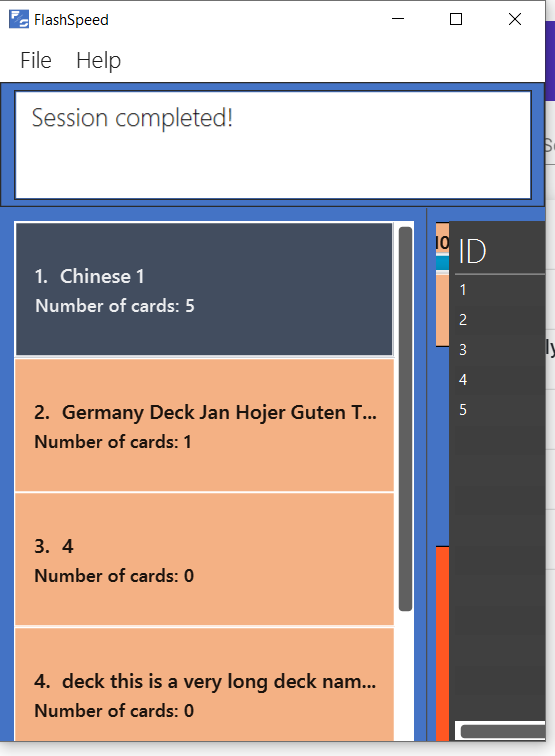 FlashSpeed
File Help
Session completed!
1. Chinese 1
Number of cards: 5
2. Germany Deck Jan Hojer Guten T...
Number of cards: 1
3. 4
Number of cards: 0
4. deck this is a very long deck nam...
Number of cards: 0
ID
1
2
3
4
5